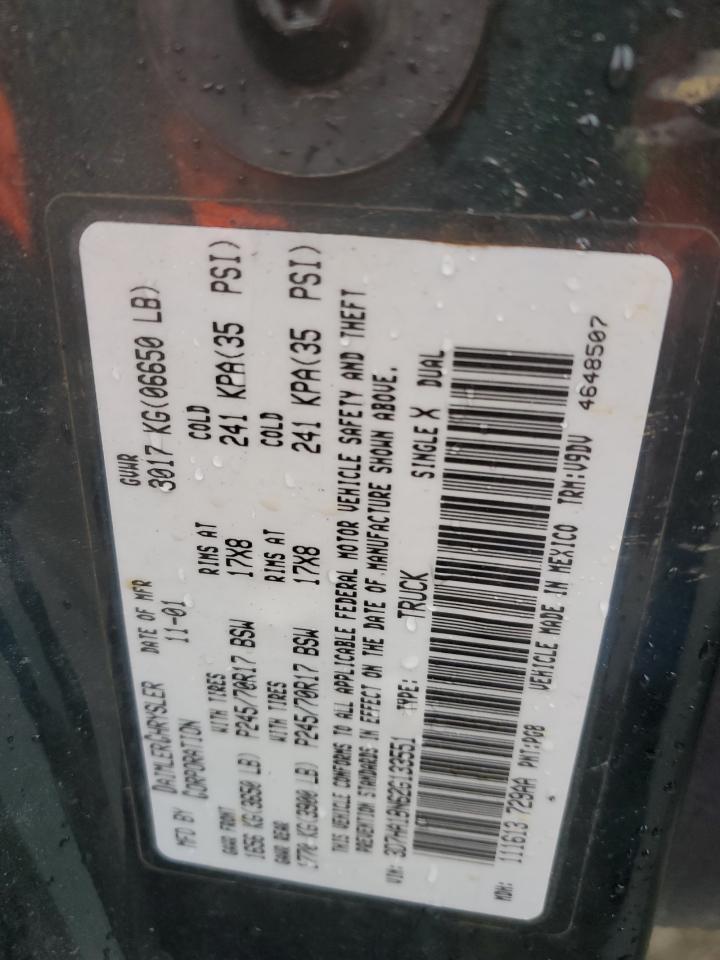 MFD BY DAIMLERCHRYSLER CORPORATION DATE OF MFR 11-01 GVWR 3017 KG(06650 LB)
GAWR FRONT WITH TIRES RIMS AT COLD
1656 KG(3650 LB) P245/70R17 BSW 17X8 241 KPA(35 PSI)
GAWR REAR WITH TIRES RIMS AT COLD
1770 KG(3900 LB) P245/70R17 BSW 17X8 241 KPA(35 PSI)
THIS VEHICLE CONFORMS TO ALL APPLICABLE FEDERAL MOTOR VEHICLE SAFETY AND THEFT
PREVENTION STANDARDS IN EFFECT ON THE DATE OF MANUFACTURE SHOWN ABOVE.
VIN: 3D7HA18N62G133551 TYPE: TRUCK SINGLE X DUAL
MDH: 111613 729AA PNT:PGB VEHICLE MADE IN MEXICO TRM:V9DV 4648507